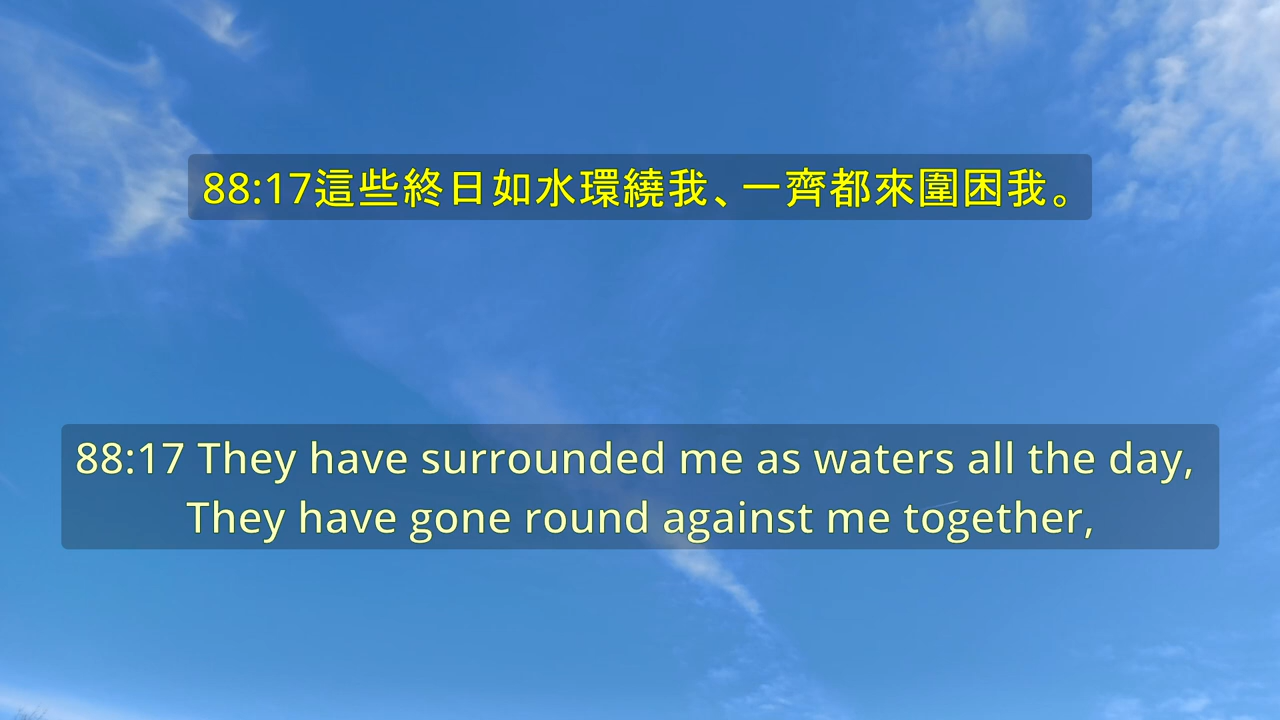 88:17這些終日如水環繞我、一齊都來圍困我。
88:17 They have surrounded me as waters all the day,
They have gone round against me together,